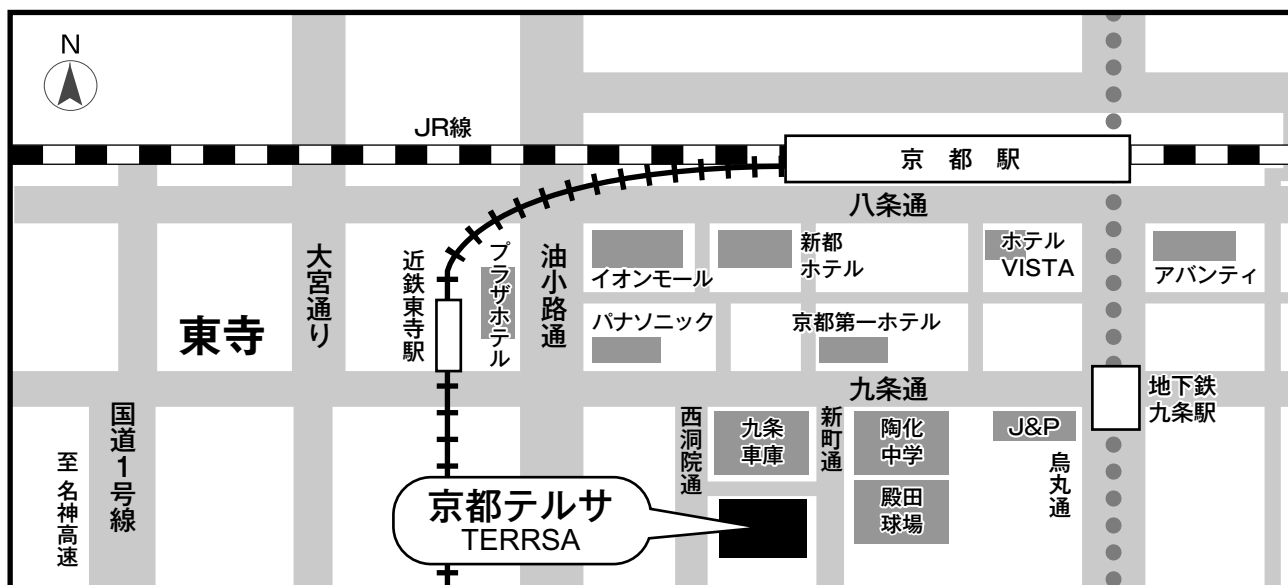 N
JR線
京都駅
八条通
大宮通り
近鉄東寺駅
プラザホテル
油小路通
イオンモール
新都
ホテル
ホテル
VISTA
アバンティ
東寺
パナソニック
京都第一ホテル
九条通
地下鉄
九条駅
国道1号線
至 名神高速
西洞院通
九条
車庫
新町通
陶化
中学
J&P
烏丸通
殿田
球場
京都テルサ
TERRSA